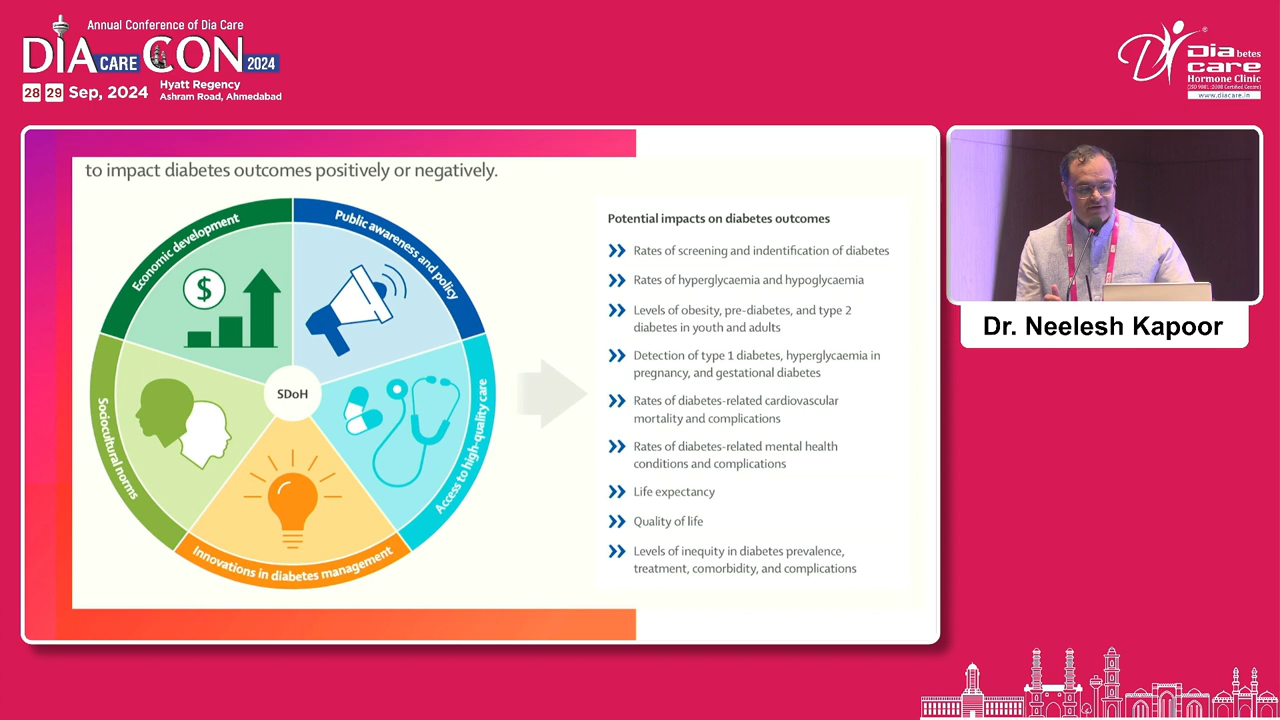 Annual Conference of Dia Care
DIA CARE CON 2024
28 29 Sep, 2024
Hyatt Regency
Ashram Road, Ahmedabad
Diabetes
care
Hormone Clinic
(ISO 9001:2008 Certified Centre)
www.diacare.in
to impact diabetes outcomes positively or negatively.
Economic development
Public awareness and policy
Access to high-quality care
Innovations in diabetes management
Sociocultural norms
$
SDoH
Potential impacts on diabetes outcomes
Rates of screening and indentification of diabetes
Rates of hyperglycaemia and hypoglycaemia
Levels of obesity, pre-diabetes, and type 2
diabetes in youth and adults
Detection of type 1 diabetes, hyperglycaemia in
pregnancy, and gestational diabetes
Rates of diabetes-related cardiovascular
mortality and complications
Rates of diabetes-related mental health
conditions and complications
Life expectancy
Quality of life
Levels of inequity in diabetes prevalence,
treatment, comorbidity, and complications
Dr. Neelesh Kapoor